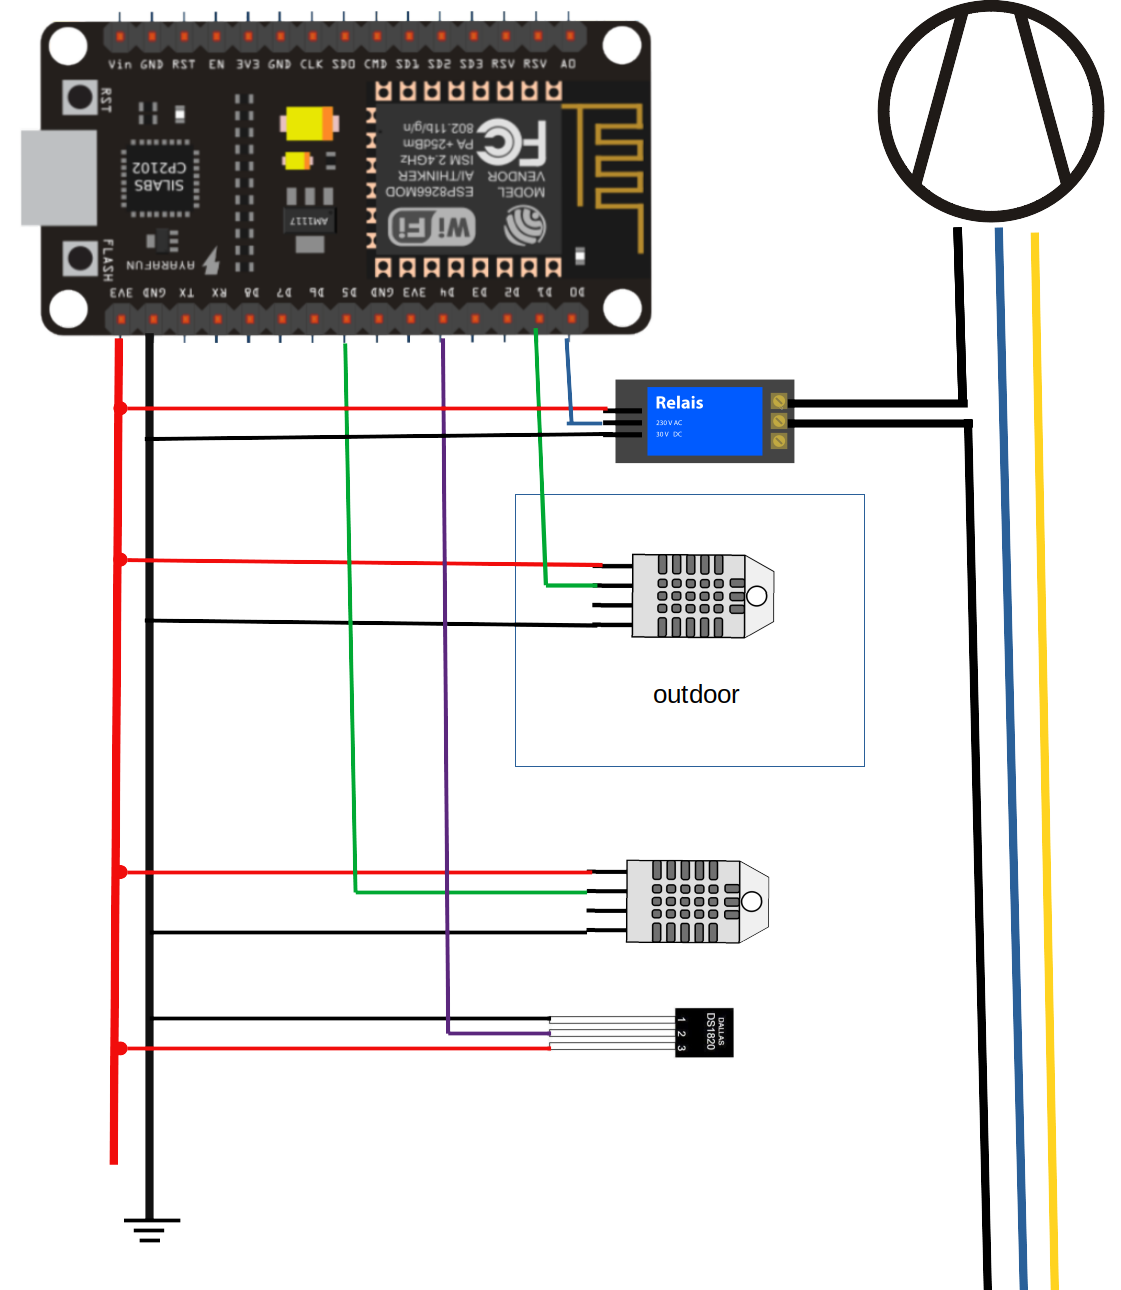 Vin GND RST EN 3V3 GND CLK SD0 CMD SD1 SD2 SD3 RSV RSV A0
RST
SILABS
CP2102
AYARAFUN
FLASH
AM1117
802.11b/g/n
PA +25dBm
ISM 2.4GHz
AI/THINKER
ESP8266MOD
FC
VENDOR
MODEL
WiFi
3V3 GND TX RX D8 D7 D6 D5 GND 3V3 D4 D3 D2 D1 D0
Relais
230 V AC
30 V DC
outdoor
1
2
3
DALLAS
DS1820